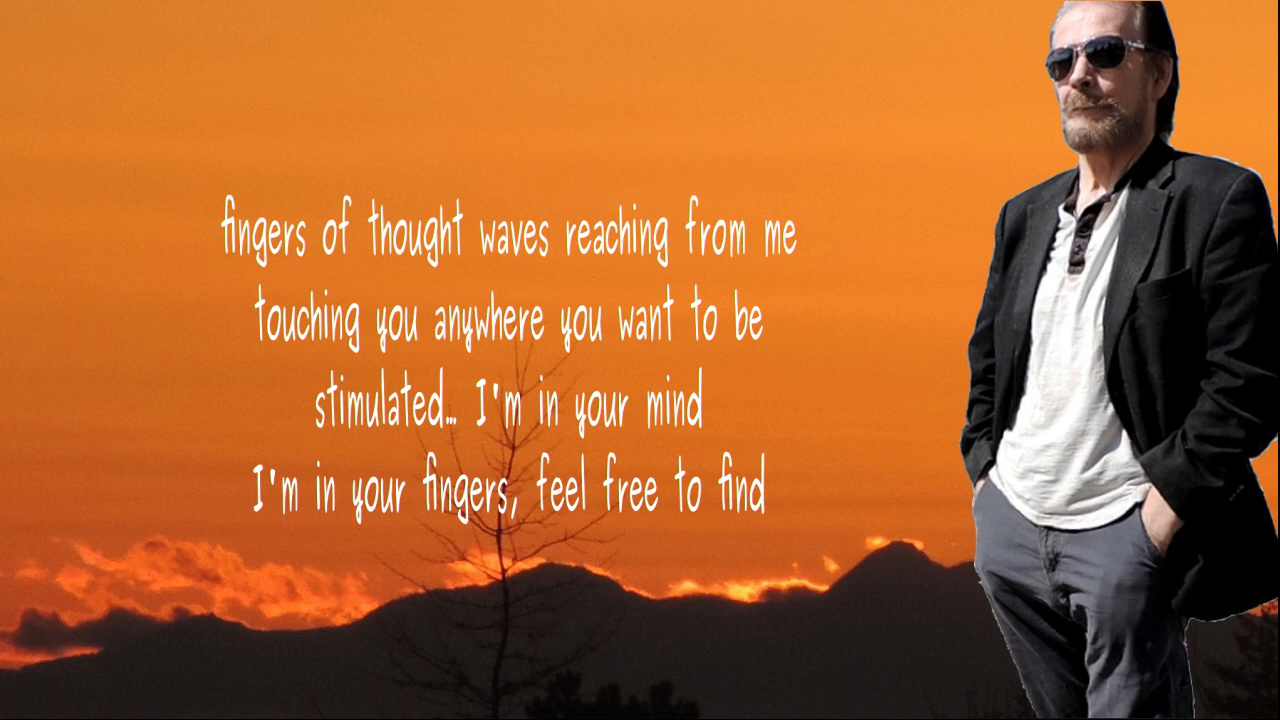 fingers of thought waves reaching from me
touching you anywhere you want to be
stimulated... I'm in your mind
I'm in your fingers, feel free to find